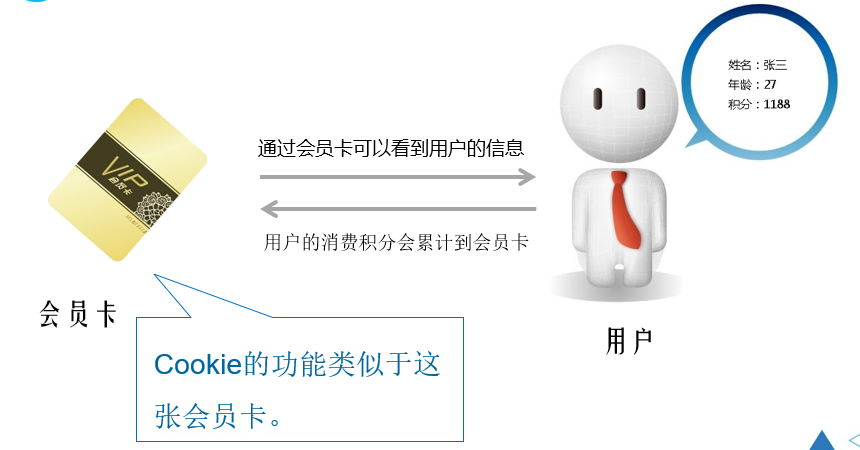 姓名：张三
年龄：27
积分：1188
通过会员卡可以看到用户的信息
VIP
会员卡
用户的消费积分会累计到会员卡
会员卡
用户
Cookie的功能类似于这
张会员卡。